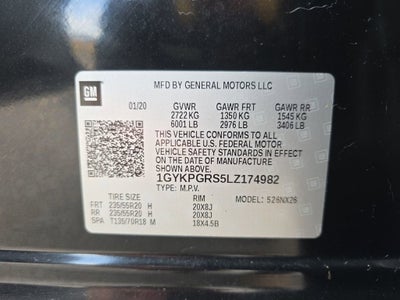 GM
MFD BY GENERAL MOTORS LLC
01/20 GVWR GAWR FRT GAWR RR
2722 KG 1350 KG 1545 KG
6001 LB 2976 LB 3406 LB
THIS VEHICLE CONFORMS TO ALL
APPLICABLE U.S. FEDERAL MOTOR
VEHICLE SAFETY STANDARDS IN
EFFECT ON THE DATE OF MANUFACTURE
SHOWN ABOVE.
1GYKPGRS5LZ174982
TYPE: M.P.V. MODEL: 526NX26
TIRE SIZE RIM
FRT 235/55R20 H 20X8J
RR 235/55R20 H 20X8J
SPA T135/70R18 M 18X4.5B